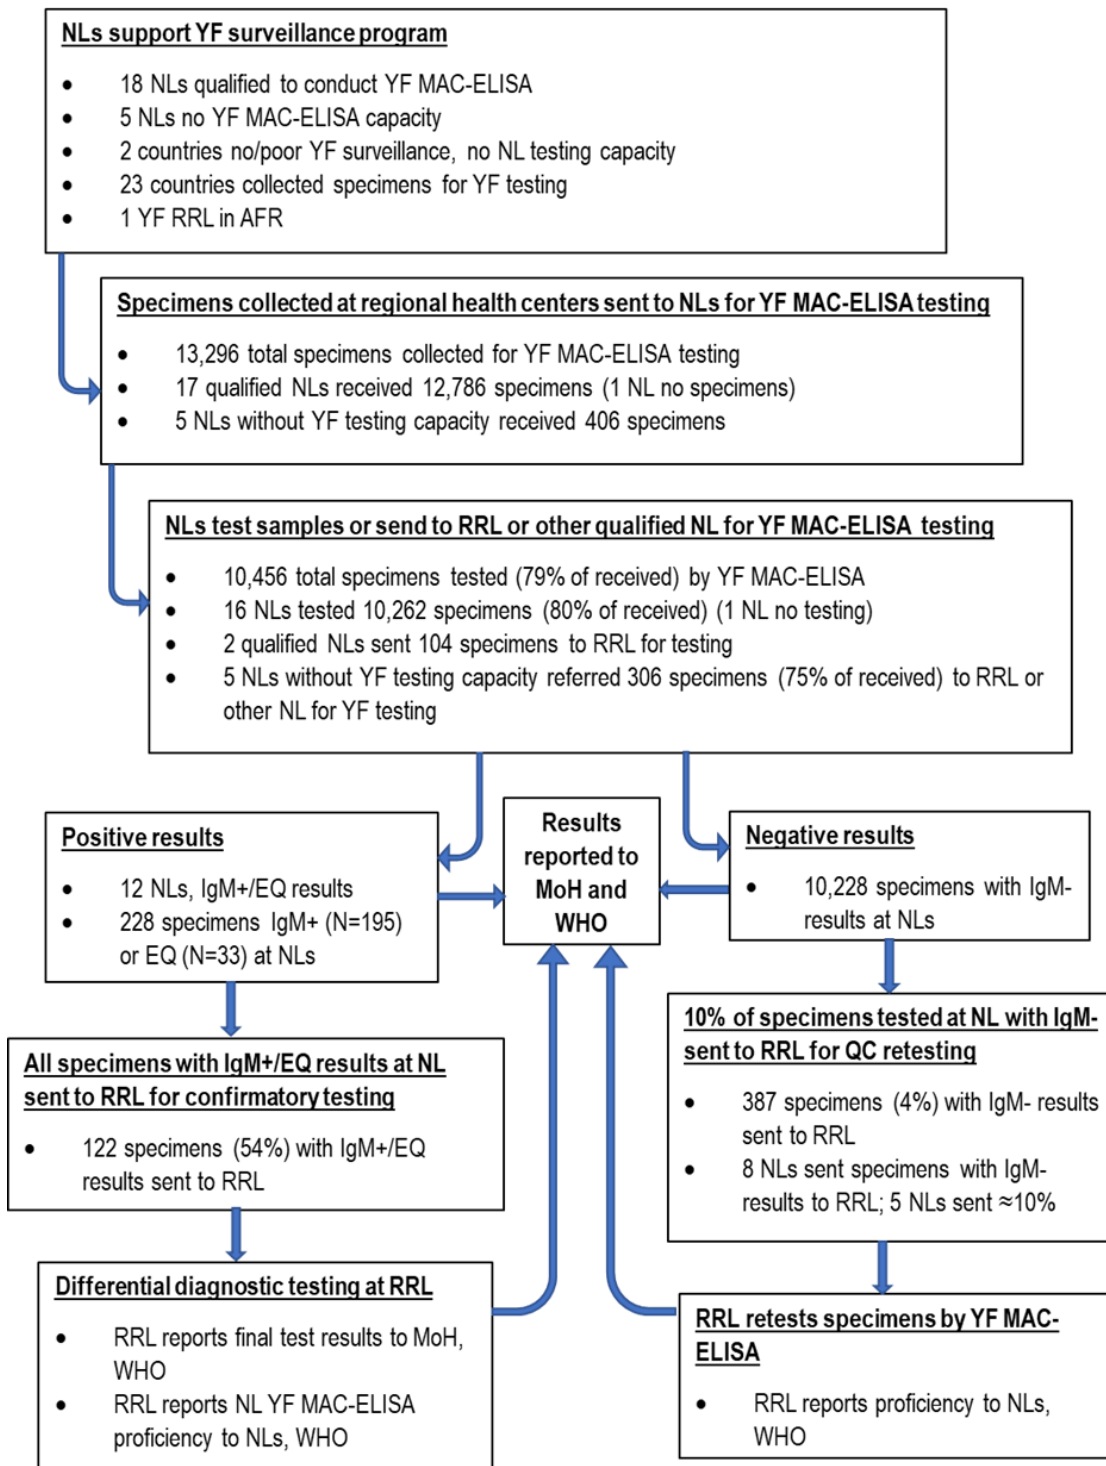 NLs support YF surveillance program
• 18 NLs qualified to conduct YF MAC-ELISA
• 5 NLs no YF MAC-ELISA capacity
• 2 countries no/poor YF surveillance, no NL testing capacity
• 23 countries collected specimens for YF testing
• 1 YF RRL in AFR
Specimens collected at regional health centers sent to NLs for YF MAC-ELISA testing
• 13,296 total specimens collected for YF MAC-ELISA testing
• 17 qualified NLs received 12,786 specimens (1 NL no specimens)
• 5 NLs without YF testing capacity received 406 specimens
NLs test samples or send to RRL or other qualified NL for YF MAC-ELISA testing
• 10,456 total specimens tested (79% of received) by YF MAC-ELISA
• 16 NLs tested 10,262 specimens (80% of received) (1 NL no testing)
• 2 qualified NLs sent 104 specimens to RRL for testing
• 5 NLs without YF testing capacity referred 306 specimens (75% of received) to RRL or
other NL for YF testing
Positive results
• 12 NLs, IgM+/EQ results
• 228 specimens IgM+ (N=195)
or EQ (N=33) at NLs
Results
reported to
MoH and
WHO
Negative results
• 10,228 specimens with IgM-
results at NLs
All specimens with IgM+/EQ results at NL
sent to RRL for confirmatory testing
• 122 specimens (54%) with IgM+/EQ
results sent to RRL
10% of specimens tested at NL with IgM-
sent to RRL for QC retesting
• 387 specimens (4%) with IgM- results
sent to RRL
• 8 NLs sent specimens with IgM-
results to RRL; 5 NLs sent ≈10%
Differential diagnostic testing at RRL
• RRL reports final test results to MoH,
WHO
• RRL reports NL YF MAC-ELISA
proficiency to NLs, WHO
RRL retests specimens by YF MAC-
ELISA
• RRL reports proficiency to NLs,
WHO